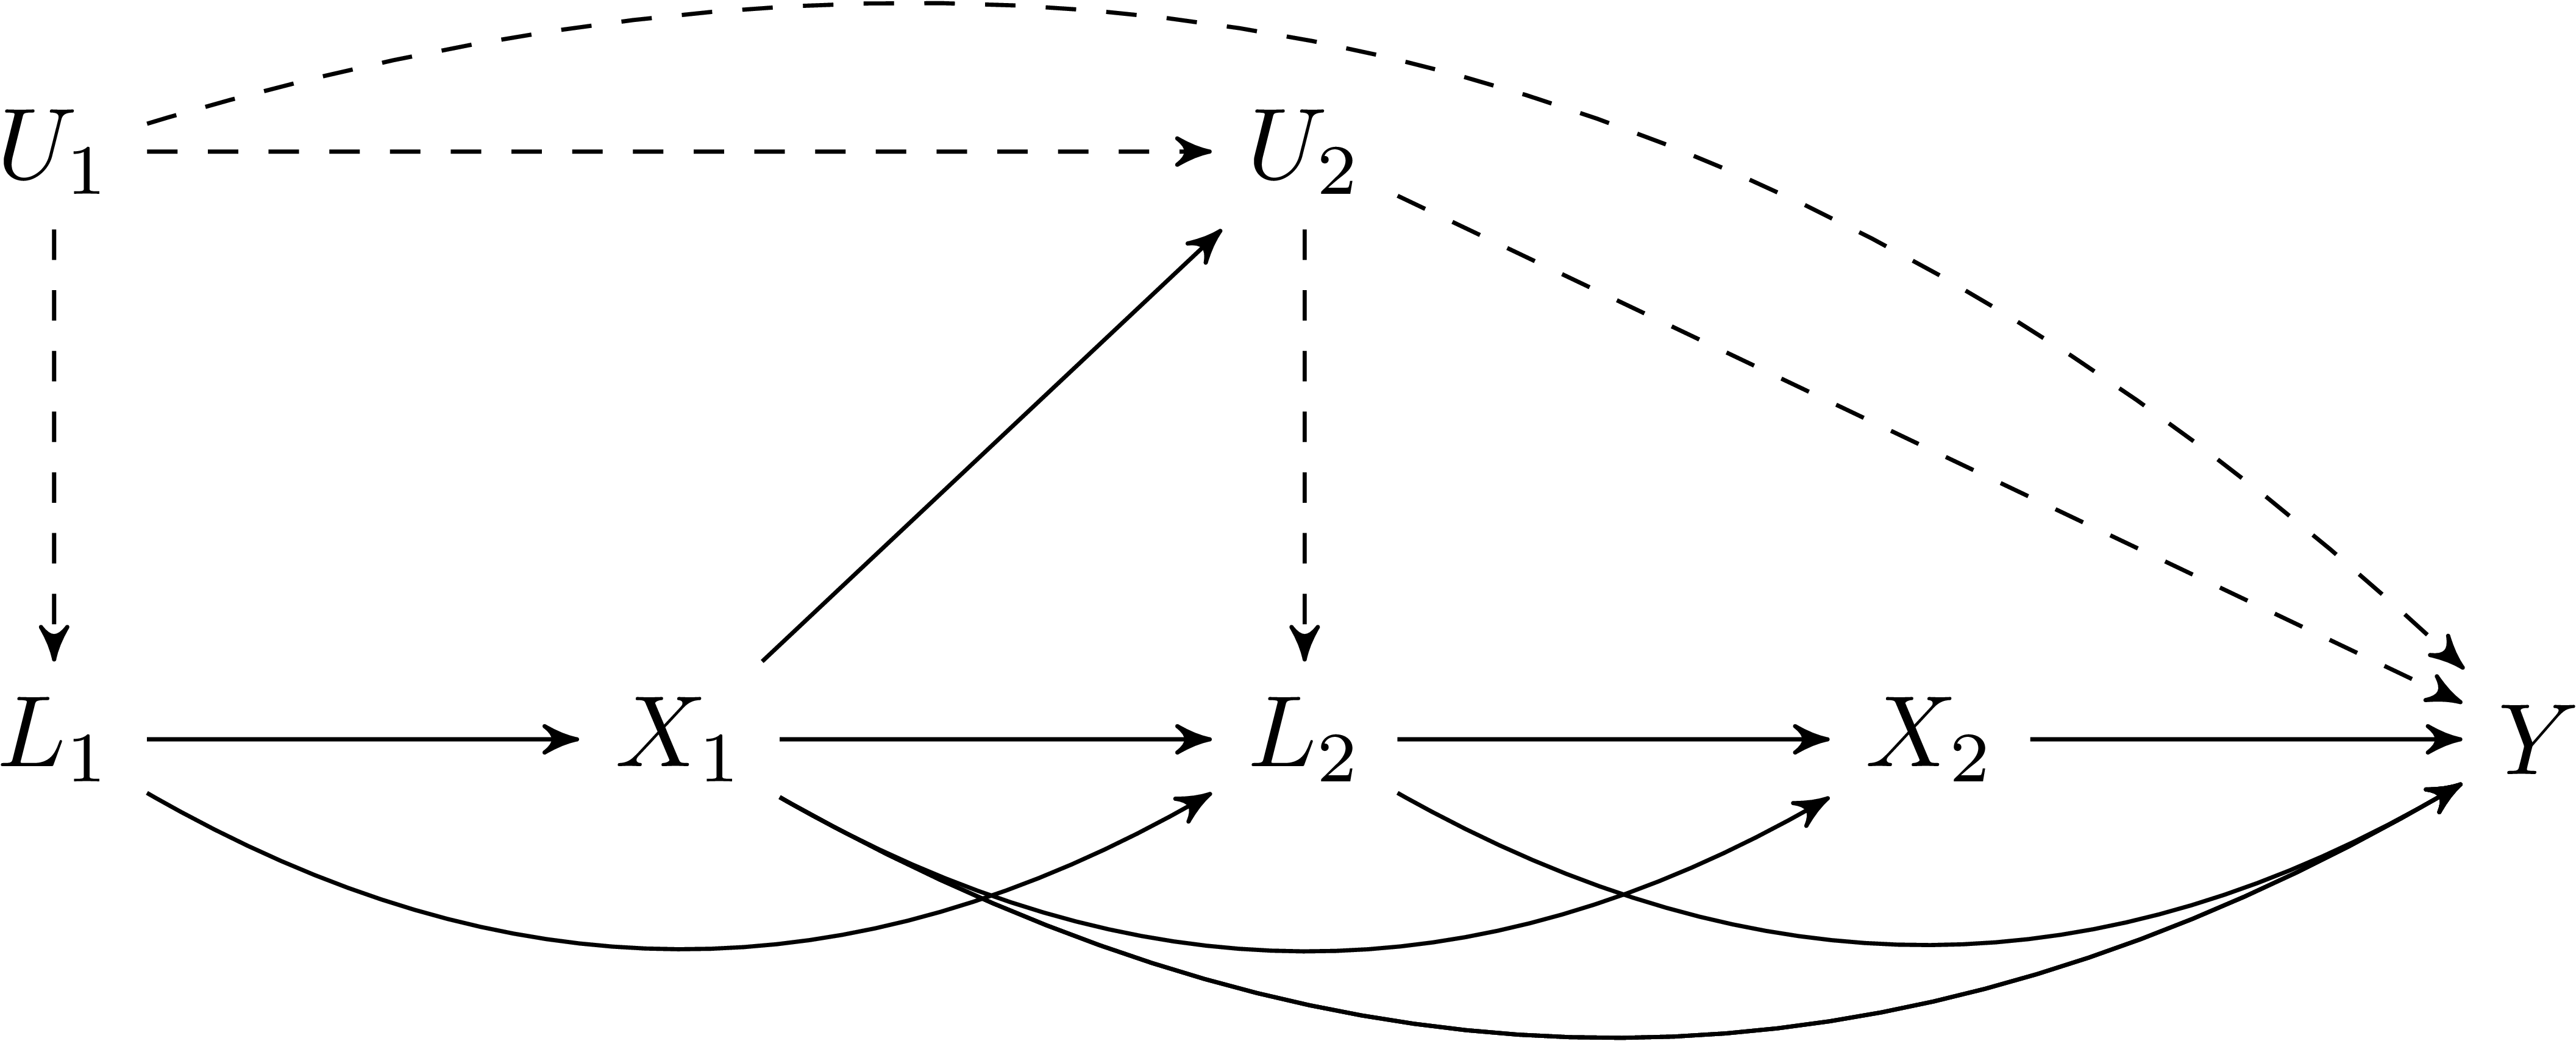 U₁ U₂
L₁ X₁ L₂ X₂ Y